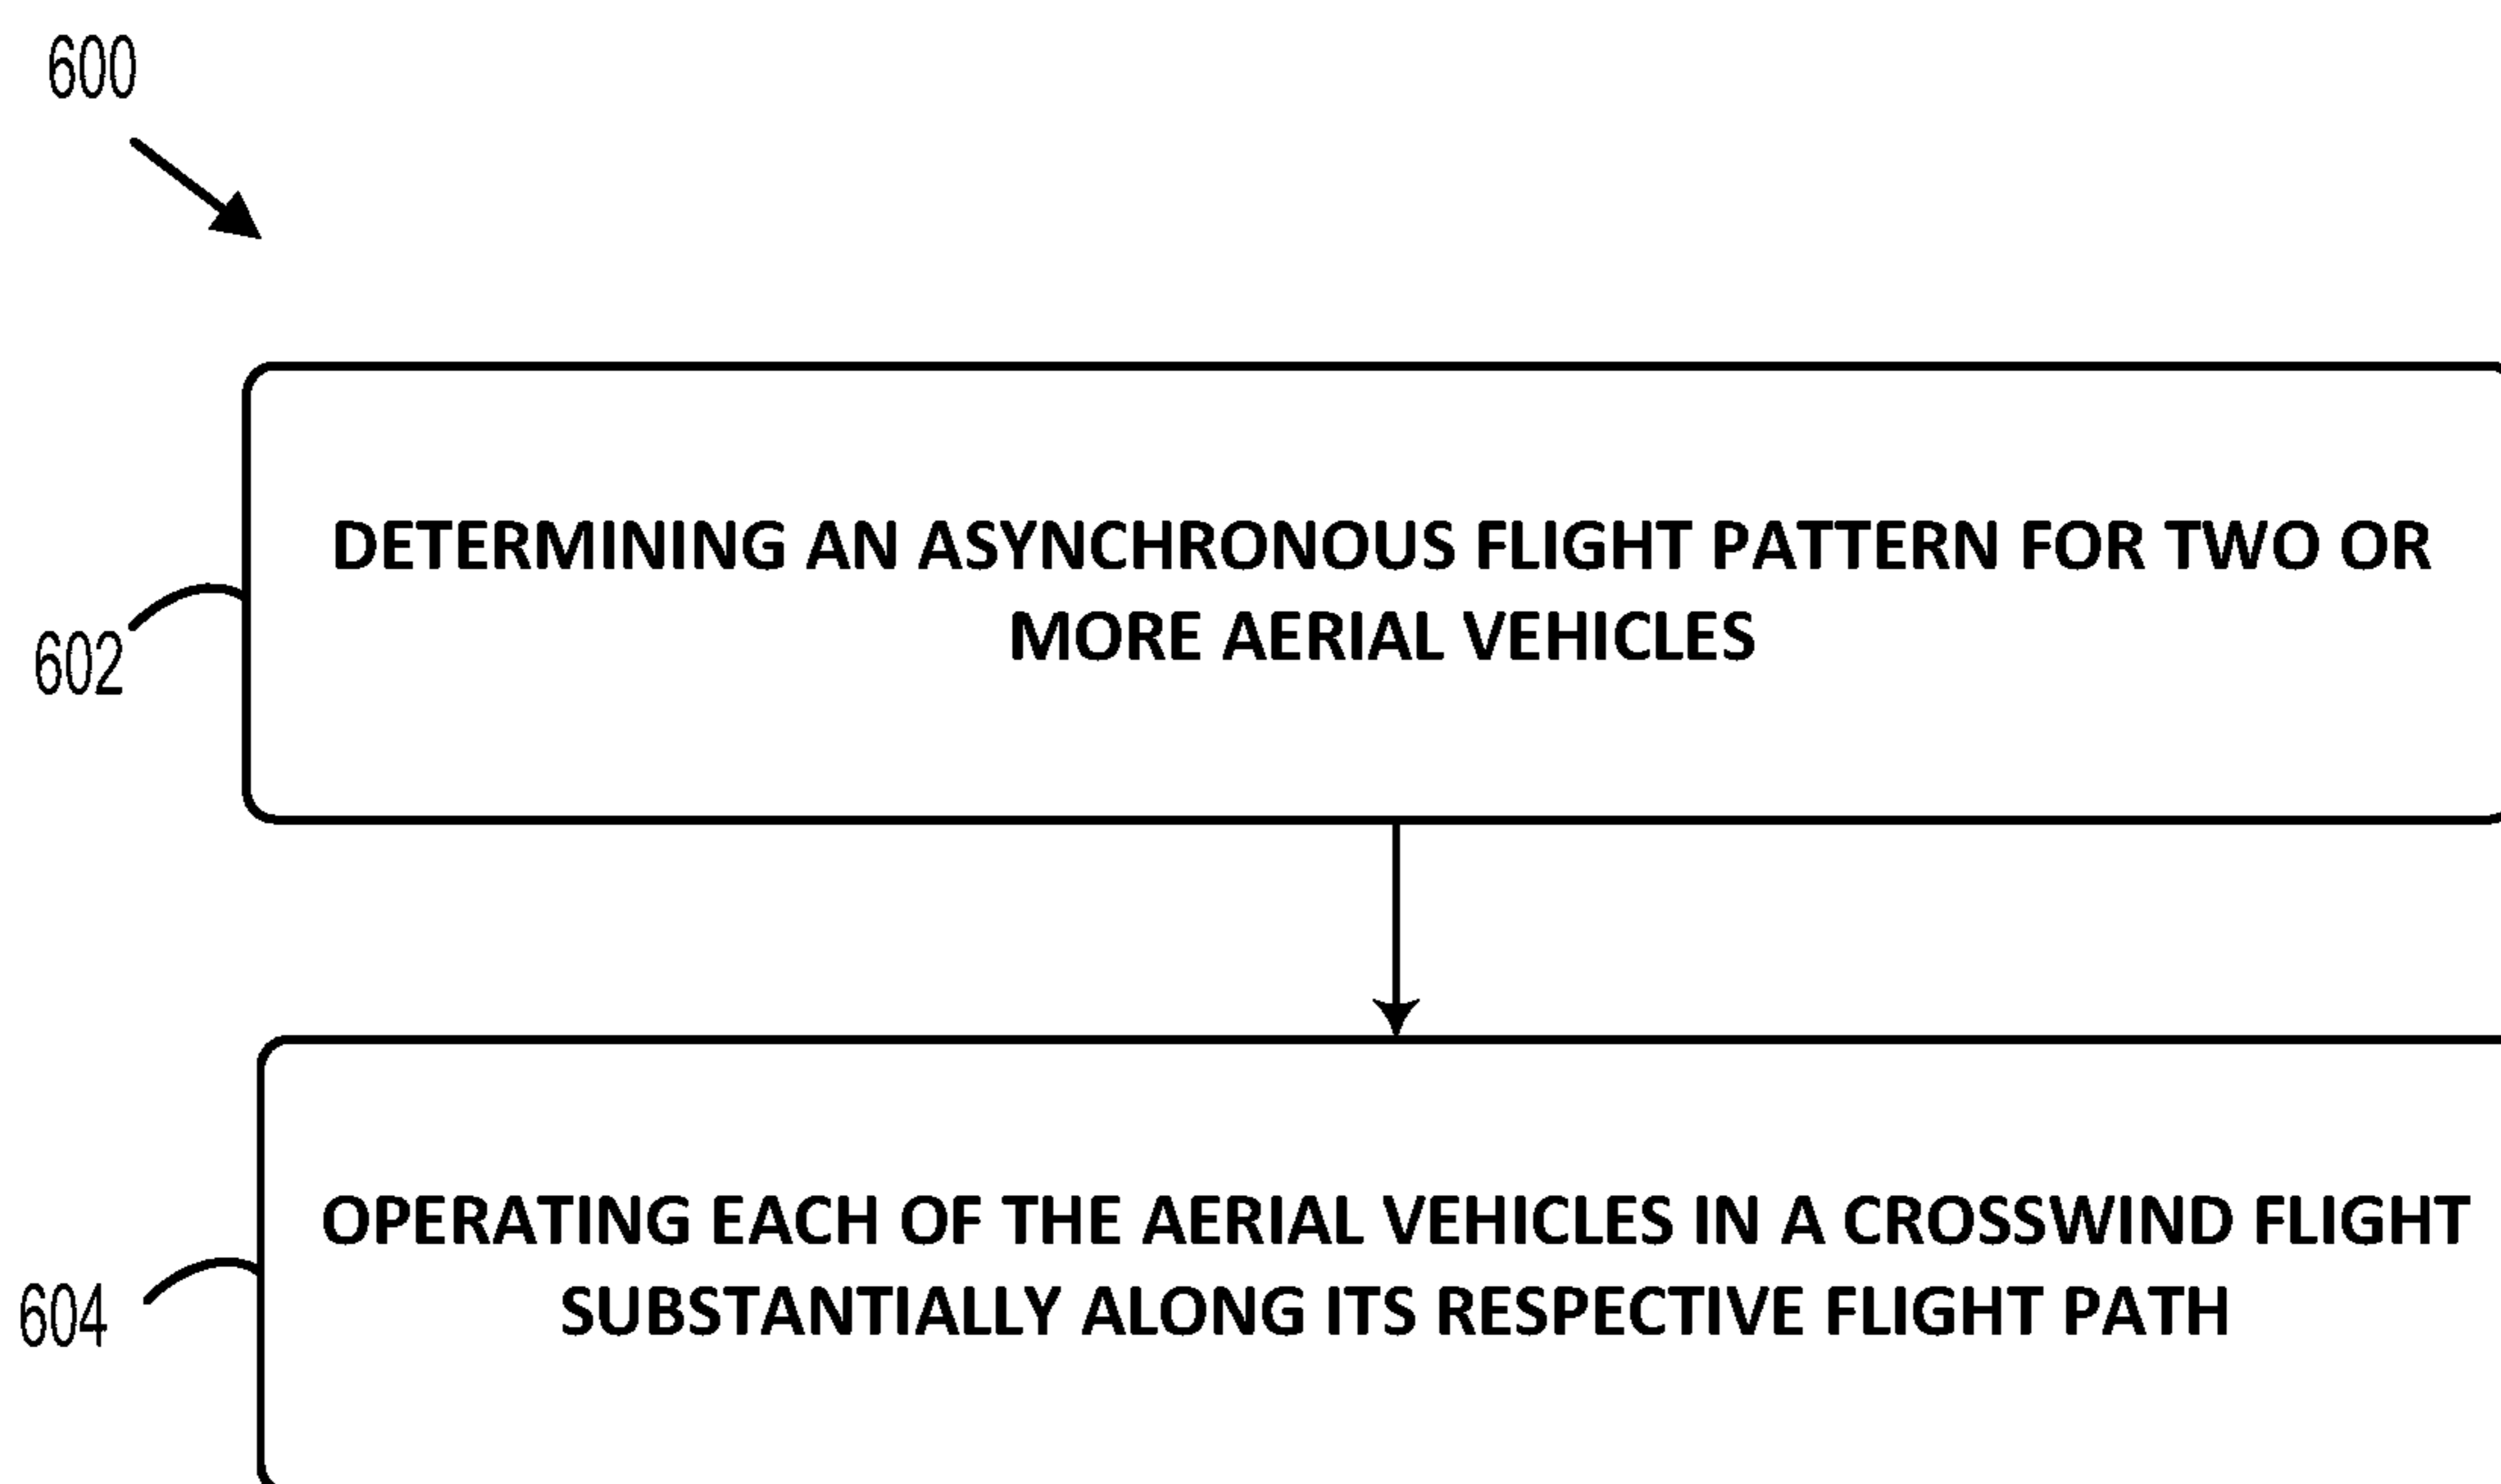 600
DETERMINING AN ASYNCHRONOUS FLIGHT PATTERN FOR TWO OR
MORE AERIAL VEHICLES
602
OPERATING EACH OF THE AERIAL VEHICLES IN A CROSSWIND FLIGHT
SUBSTANTIALLY ALONG ITS RESPECTIVE FLIGHT PATH
604